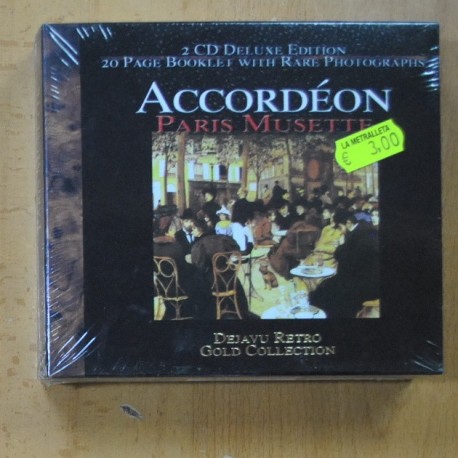 2 CD DELUXE EDITION
20 PAGE BOOKLET WITH RARE PHOTOGRAPHS
ACCORDÉON
PARIS MUSETTE
LA METRALLETA
€ 3,00
DEJAVU RETRO
GOLD COLLECTION